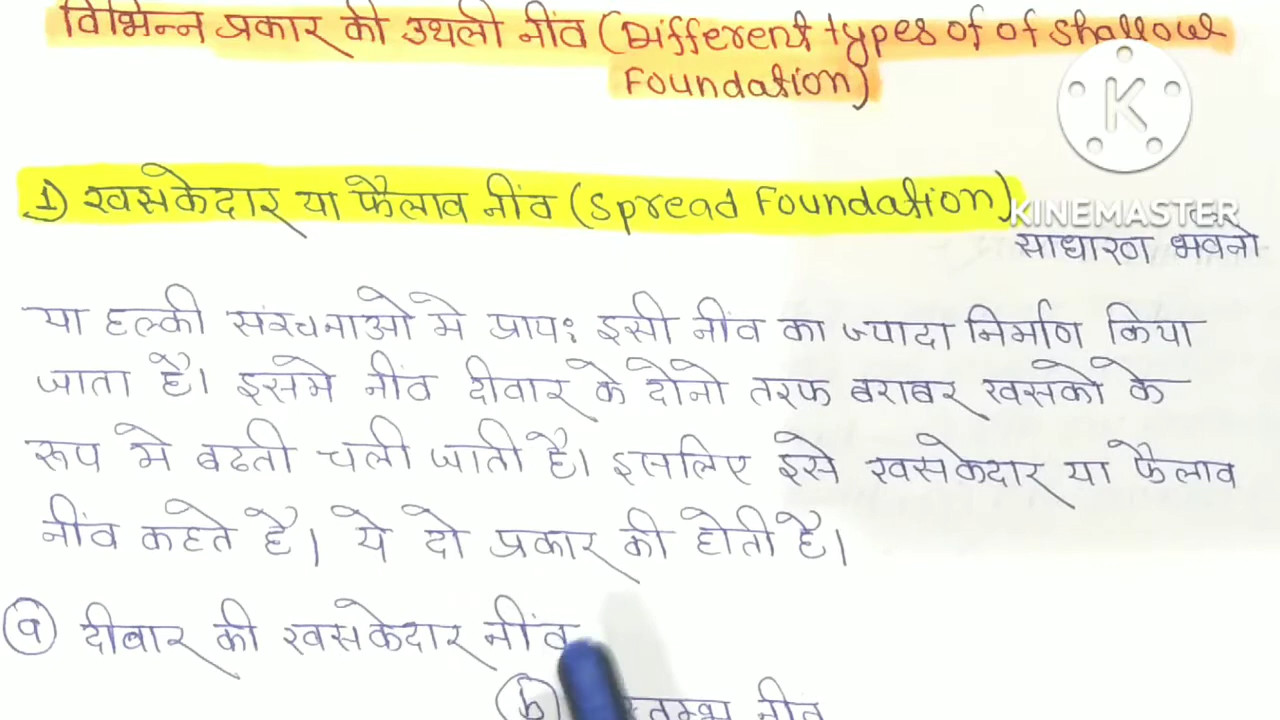 विभिन्न प्रकार की उथली नींव (Different types of of shallow
Foundation)
K
KINEMASTER
1) खसकेदार या फैलाव नींव (Spread Foundation)
साधारण भवनो
या हल्की संरचनाओ मे प्रायः इसी नींव का ज्यादा निर्माण किया
जाता है। इसमे नींव दीवार के दोनो तरफ बराबर खसको के
रूप मे बढती चली जाती है। इसलिए इसे खसकेदार या फैलाव
नींव कहते है। ये दो प्रकार की होती है।
(a) दीवार की खसकेदार नींव
(b) स्तम्भ नींव